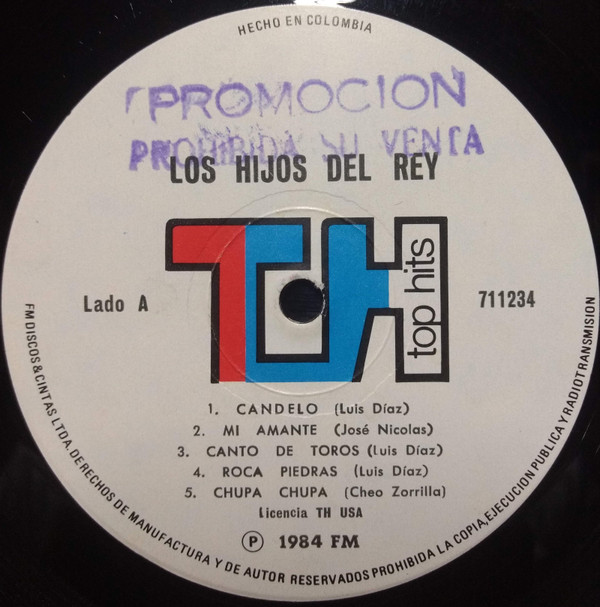 HECHO EN COLOMBIA
PROMOCION
PROHIBIDA SU VENTA
LOS HIJOS DEL REY
TH
top hits
Lado A
711234
1. CANDELO (Luis Díaz)
2. MI AMANTE (José Nicolas)
3. CANTO DE TOROS (Luis Díaz)
4. ROCA PIEDRAS (Luis Díaz)
5. CHUPA CHUPA (Cheo Zorrilla)
Licencia TH USA
Ⓟ 1984 FM
FM DISCOS & CINTAS LTDA. DERECHOS DE MANUFACTURA Y DE AUTOR RESERVADOS PROHIBIDA LA COPIA, EJECUCION PUBLICA Y RADIOTRANSMISION